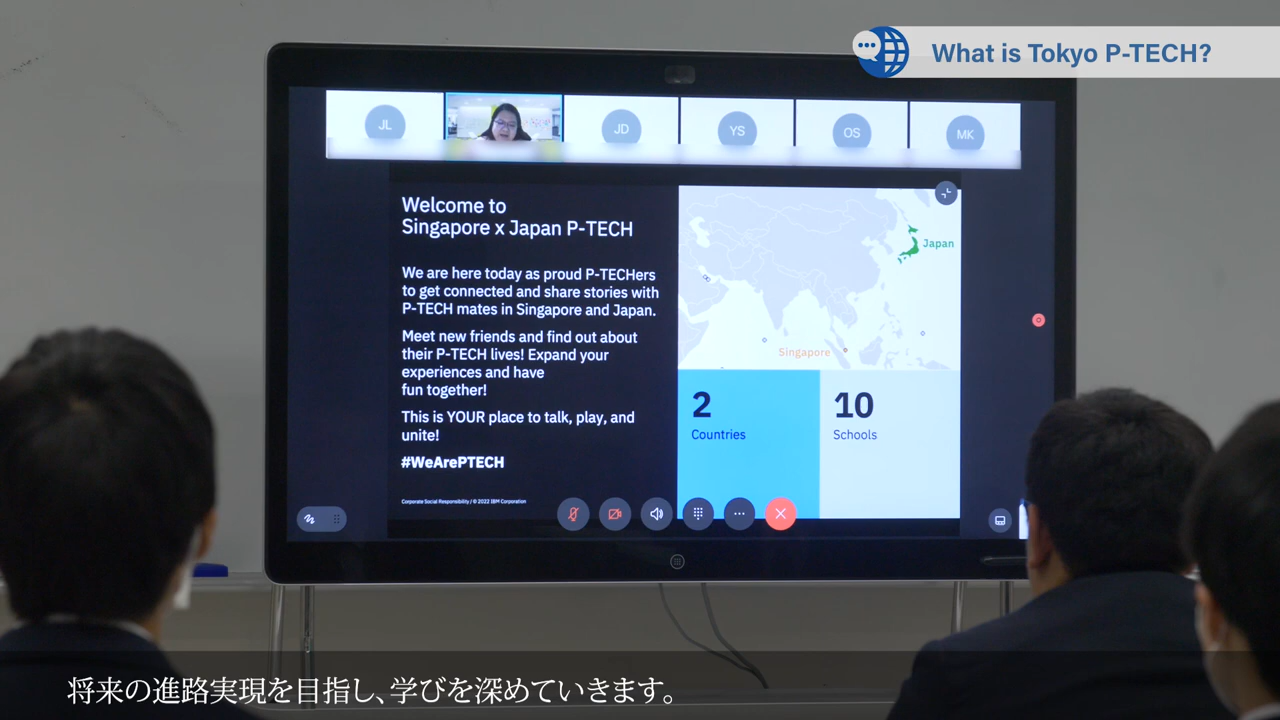 What is Tokyo P-TECH?
JL
JD
YS
OS
MK
Welcome to
Singapore x Japan P-TECH
We are here today as proud P-TECHers
to get connected and share stories with
P-TECH mates in Singapore and Japan.
Meet new friends and find out about
their P-TECH lives! Expand your
experiences and have
fun together!
This is YOUR place to talk, play, and
unite!
#WeArePTECH
Corporate Social Responsibility / © 2022 IBM Corporation
Japan
Singapore
2
Countries
10
Schools
将来の進路実現を目指し、学びを深めていきます。